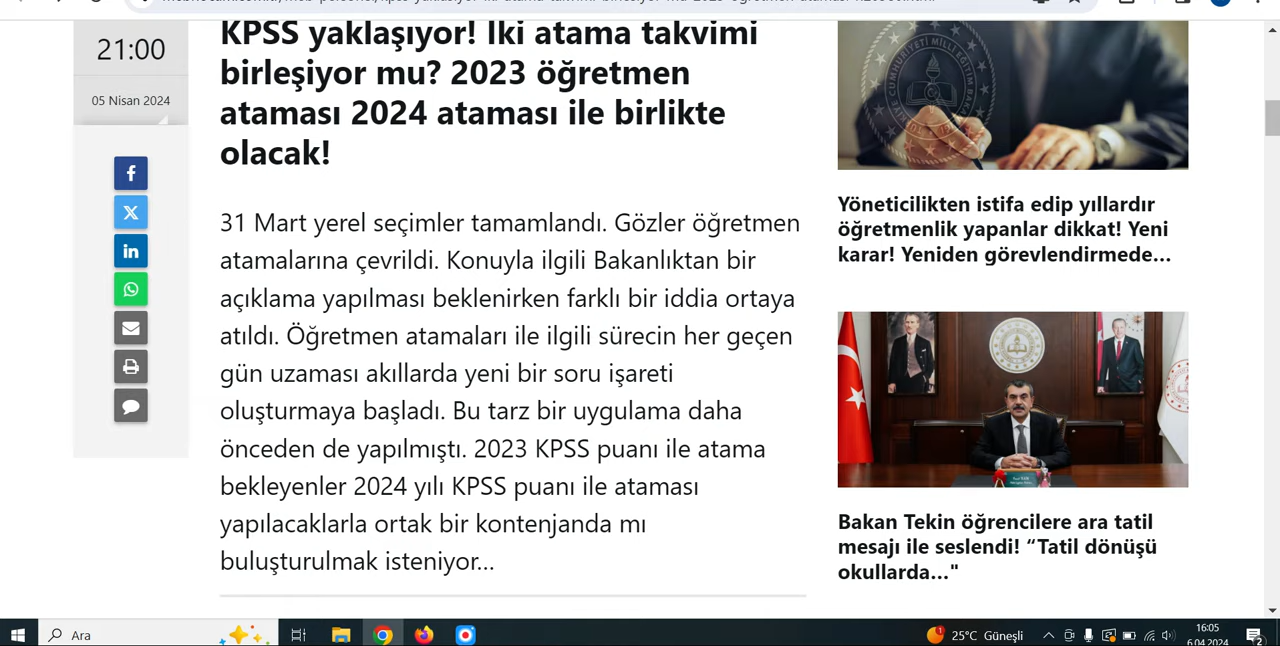 21:00
05 Nisan 2024
KPSS yaklaşıyor! İki atama takvimi
birleşiyor mu? 2023 öğretmen
ataması 2024 ataması ile birlikte
olacak!
31 Mart yerel seçimler tamamlandı. Gözler öğretmen
atamalarına çevrildi. Konuyla ilgili Bakanlıktan bir
açıklama yapılması beklenirken farklı bir iddia ortaya
atıldı. Öğretmen atamaları ile ilgili sürecin her geçen
gün uzaması akıllarda yeni bir soru işareti
oluşturmaya başladı. Bu tarz bir uygulama daha
önceden de yapılmıştı. 2023 KPSS puanı ile atama
bekleyenler 2024 yılı KPSS puanı ile ataması
yapılacaklarla ortak bir kontenjanda mı
buluşturulmak isteniyor...
Yöneticilikten istifa edip yıllardır
öğretmenlik yapanlar dikkat! Yeni
karar! Yeniden görevlendirmede...
Bakan Tekin öğrencilere ara tatil
mesajı ile seslendi! “Tatil dönüşü
okullarda..."
Ara
25°C Güneşli
16:05
6.04.2024
2